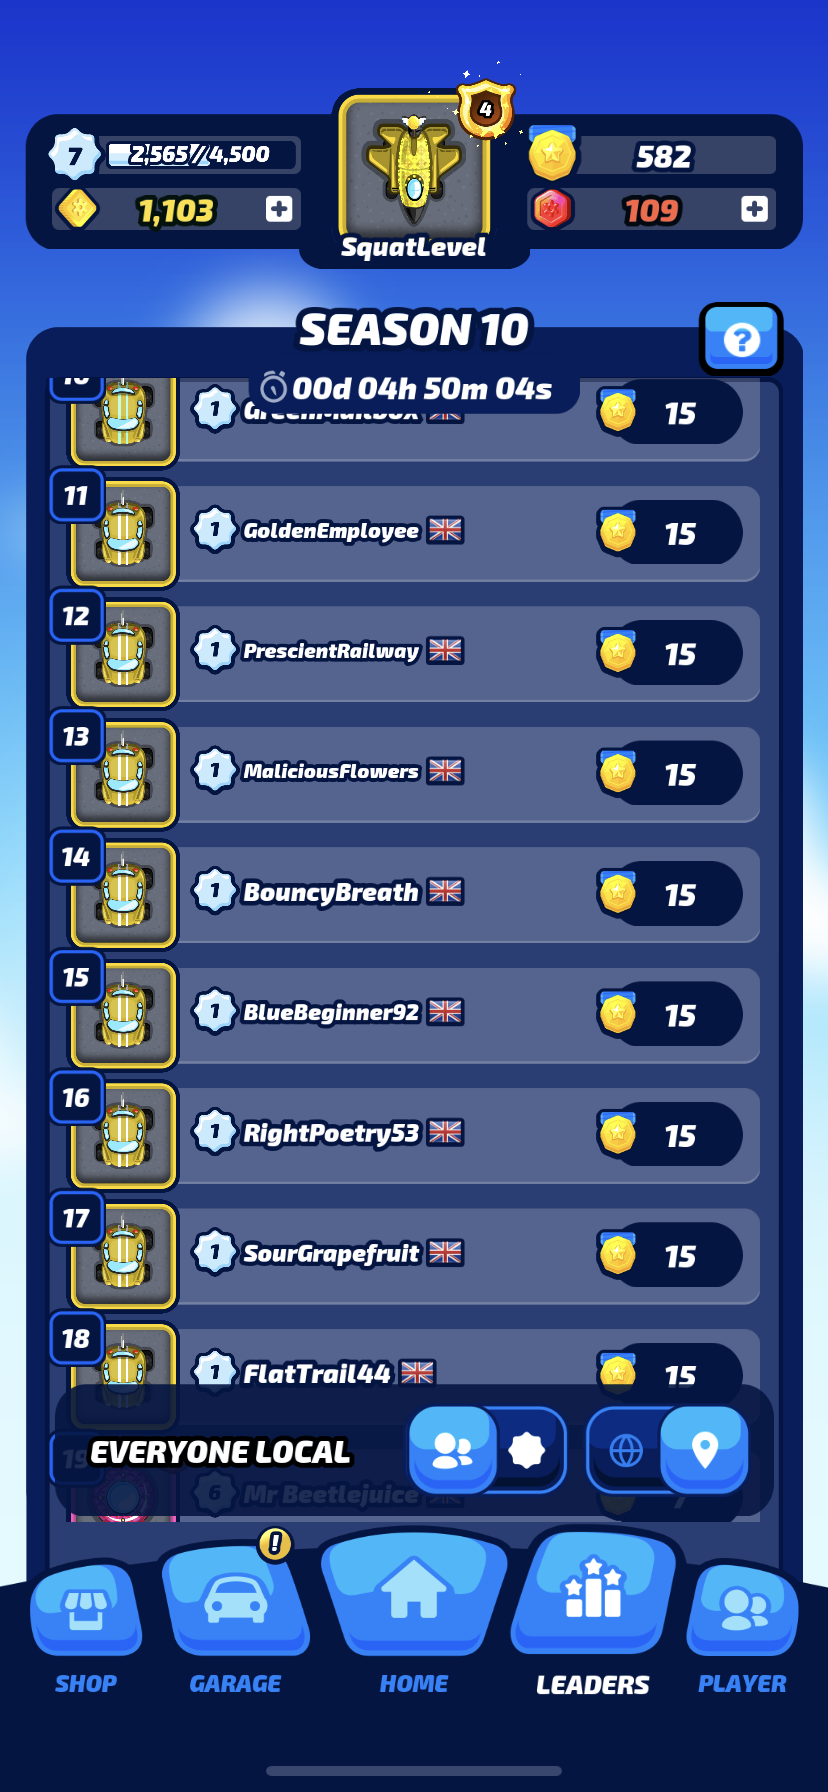 4
7 2,565/4,500
582
1,103
109
SquatLevel
SEASON 10
?
00d 04h 50m 04s
10 1 GreenMailbox 15
11 1 GoldenEmployee 15
12 1 PrescientRailway 15
13 1 MaliciousFlowers 15
14 1 BouncyBreath 15
15 1 BlueBeginner92 15
16 1 RightPoetry53 15
17 1 SourGrapefruit 15
18 1 FlatTrail44 15
EVERYONE LOCAL
19 6 Mr Beetlejuice 7
!
SHOP GARAGE HOME LEADERS PLAYER